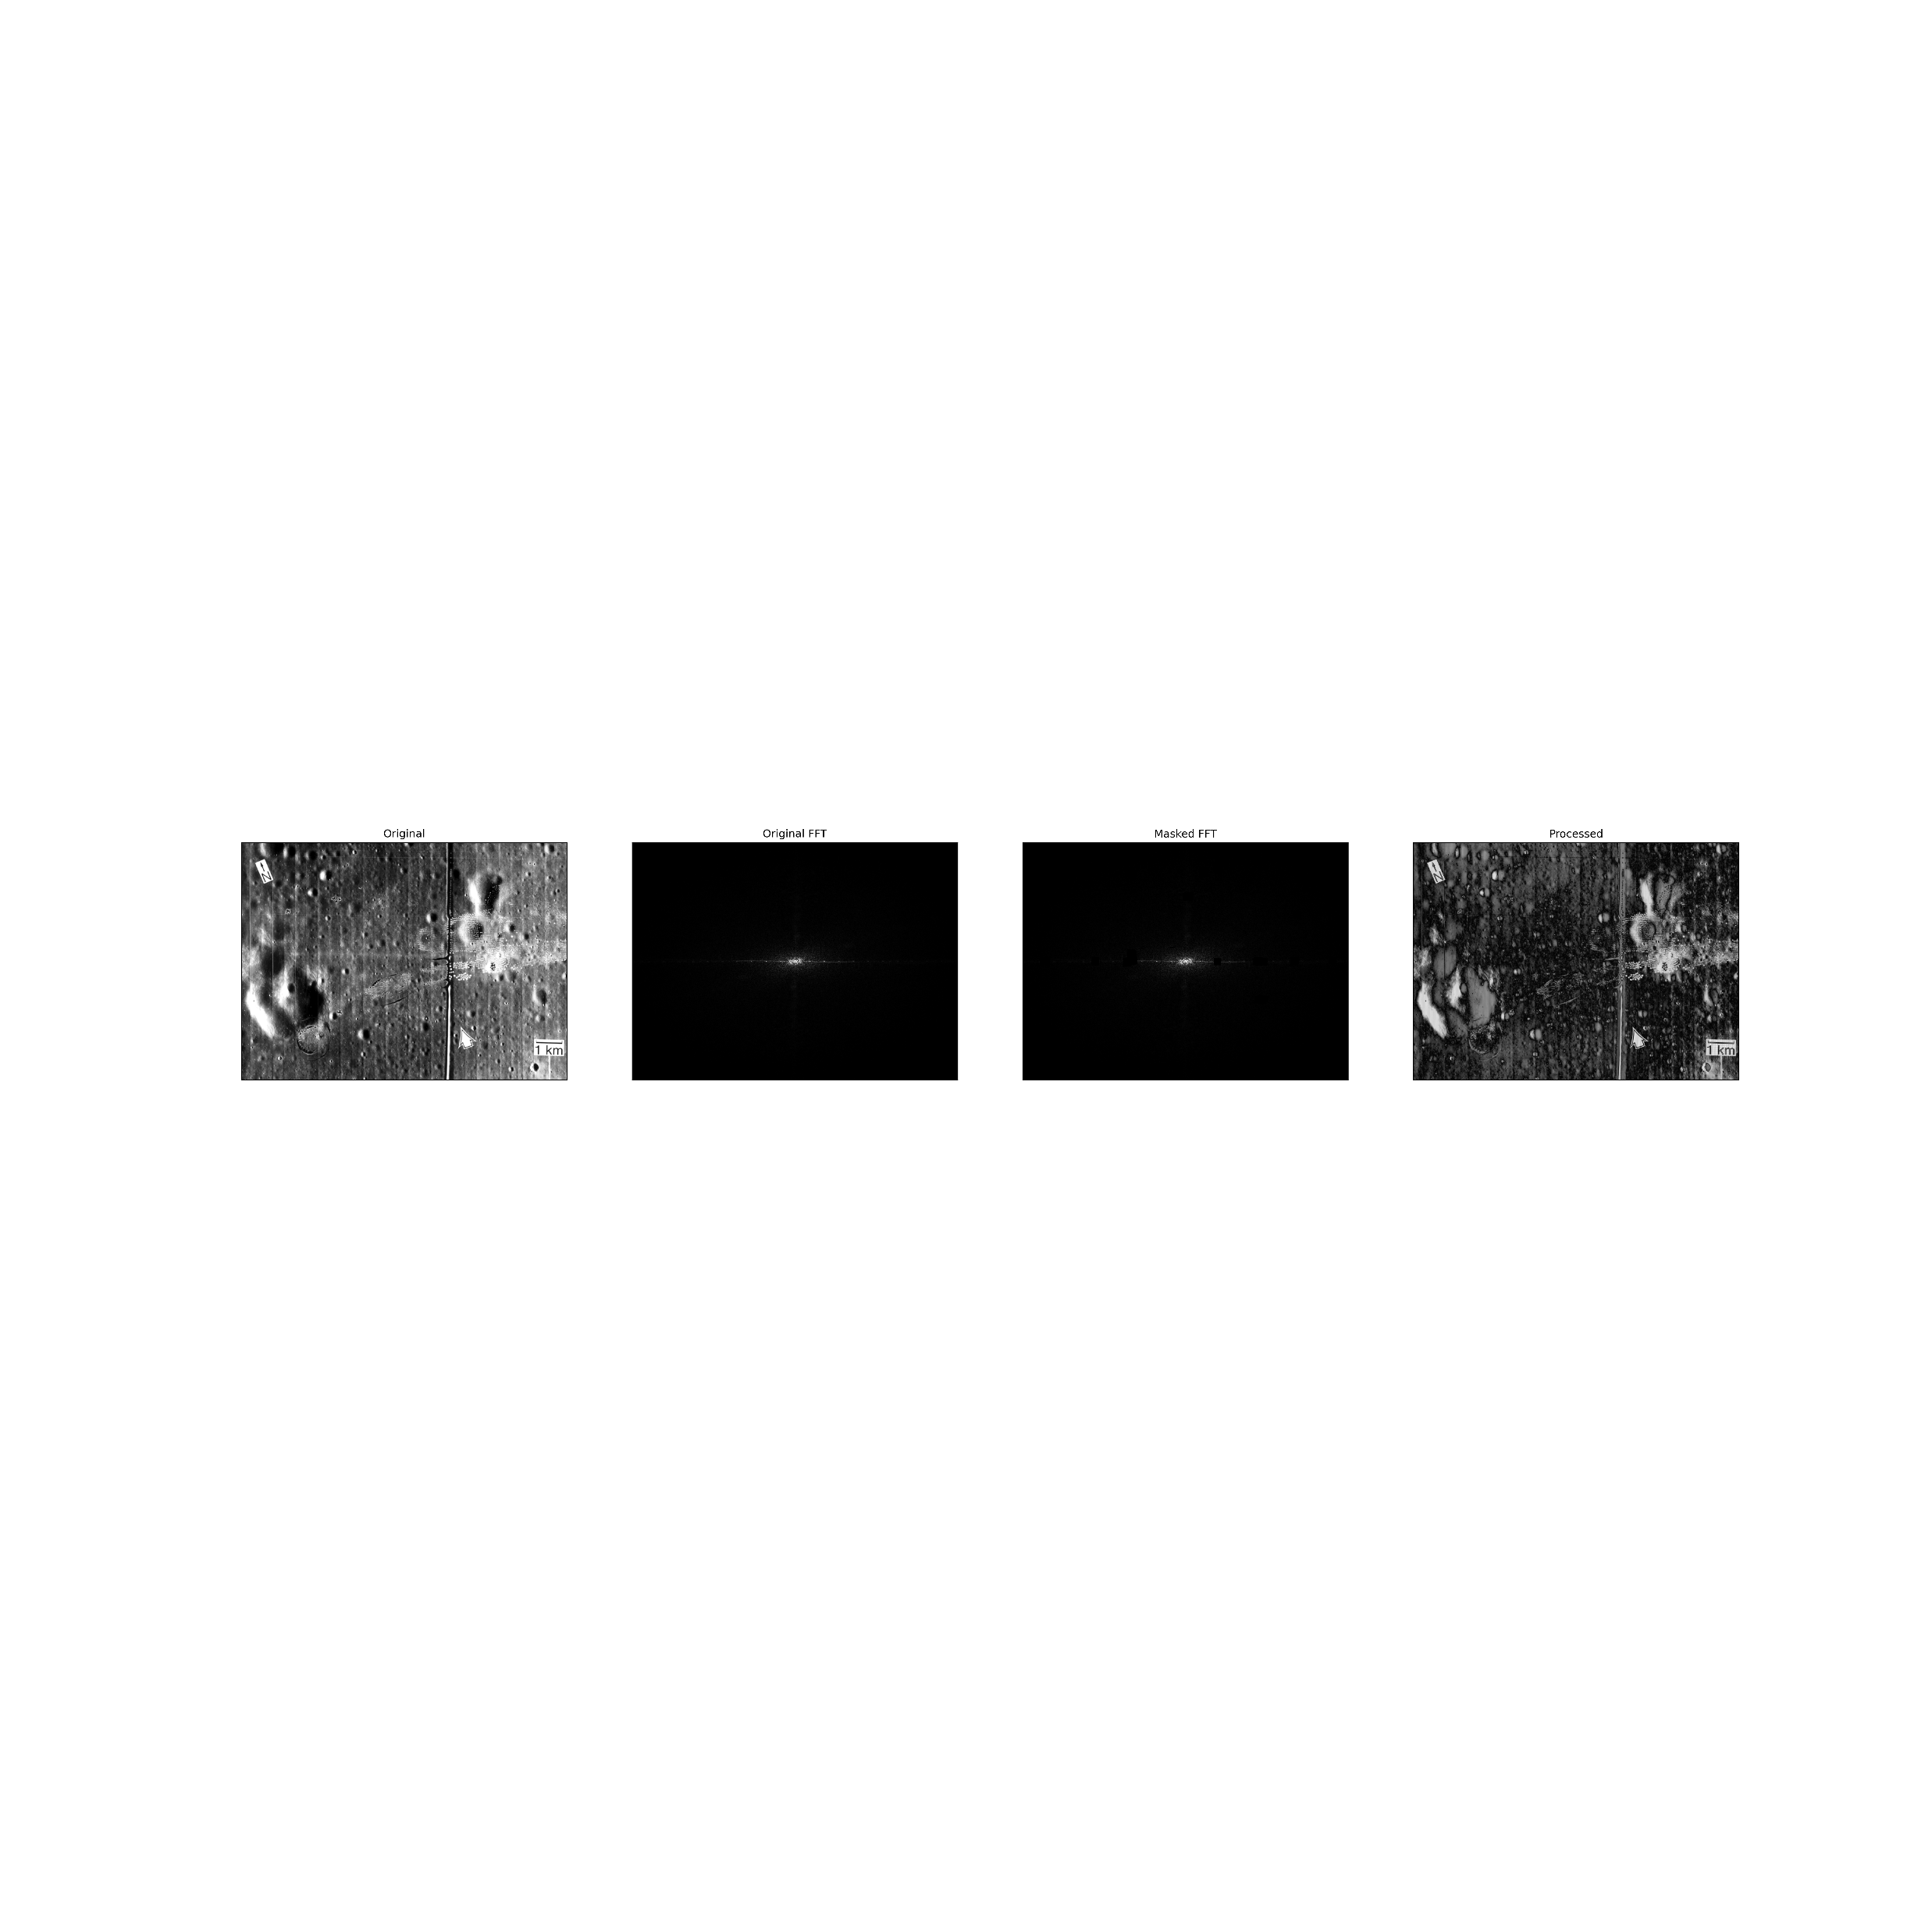 Original
Original FFT
Masked FFT
Processed
N
1 km
N
1 km